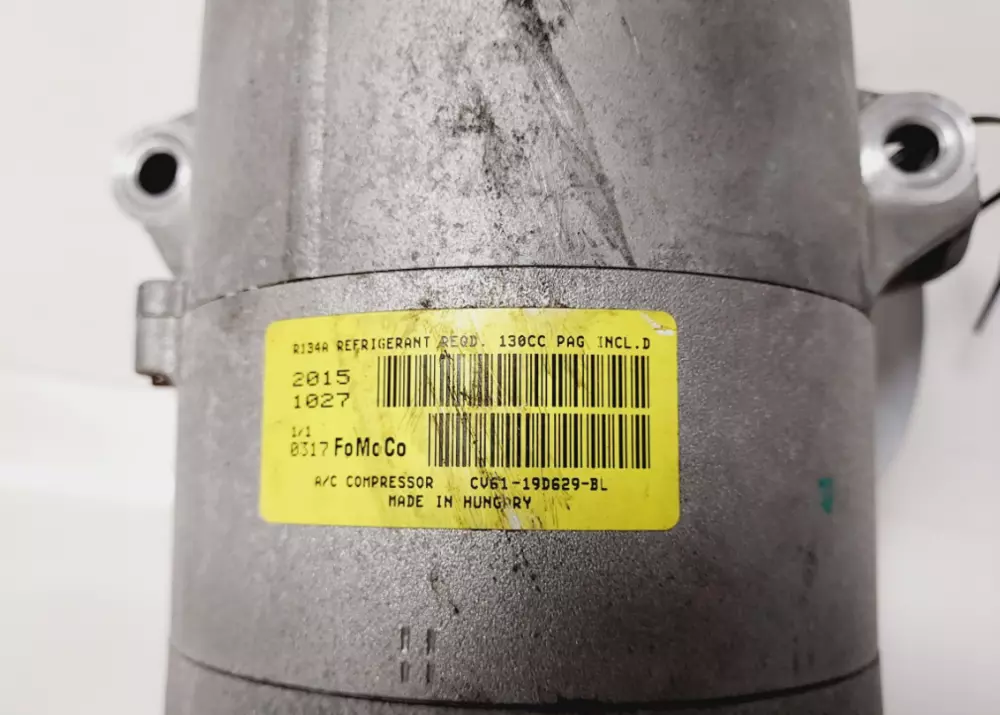 R134A REFRIGERANT REQD. 130CC PAG INCL.D
2015
1027
1/1
0317 FoMoCo
A/C COMPRESSOR CV61-19D629-BL
MADE IN HUNGARY